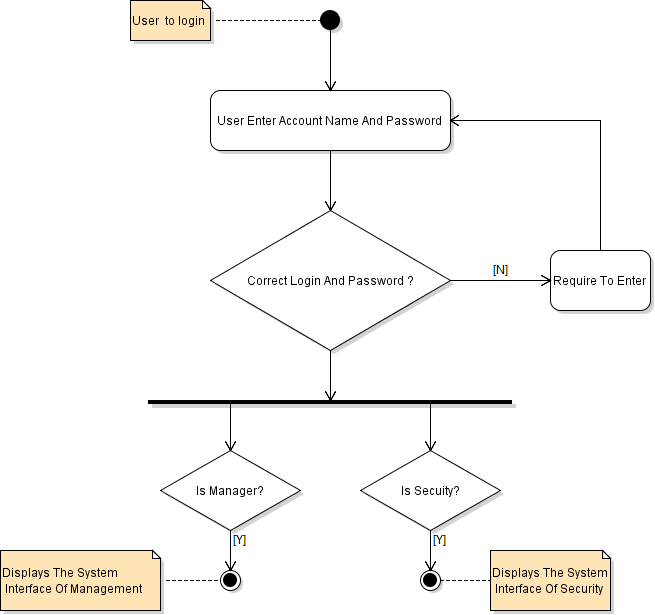 User to login
User Enter Account Name And Password
Correct Login And Password ?
[N]
Require To Enter
Is Manager?
Is Secuity?
[Y]
[Y]
Displays The System
Interface Of Management
Displays The System
Interface Of Security